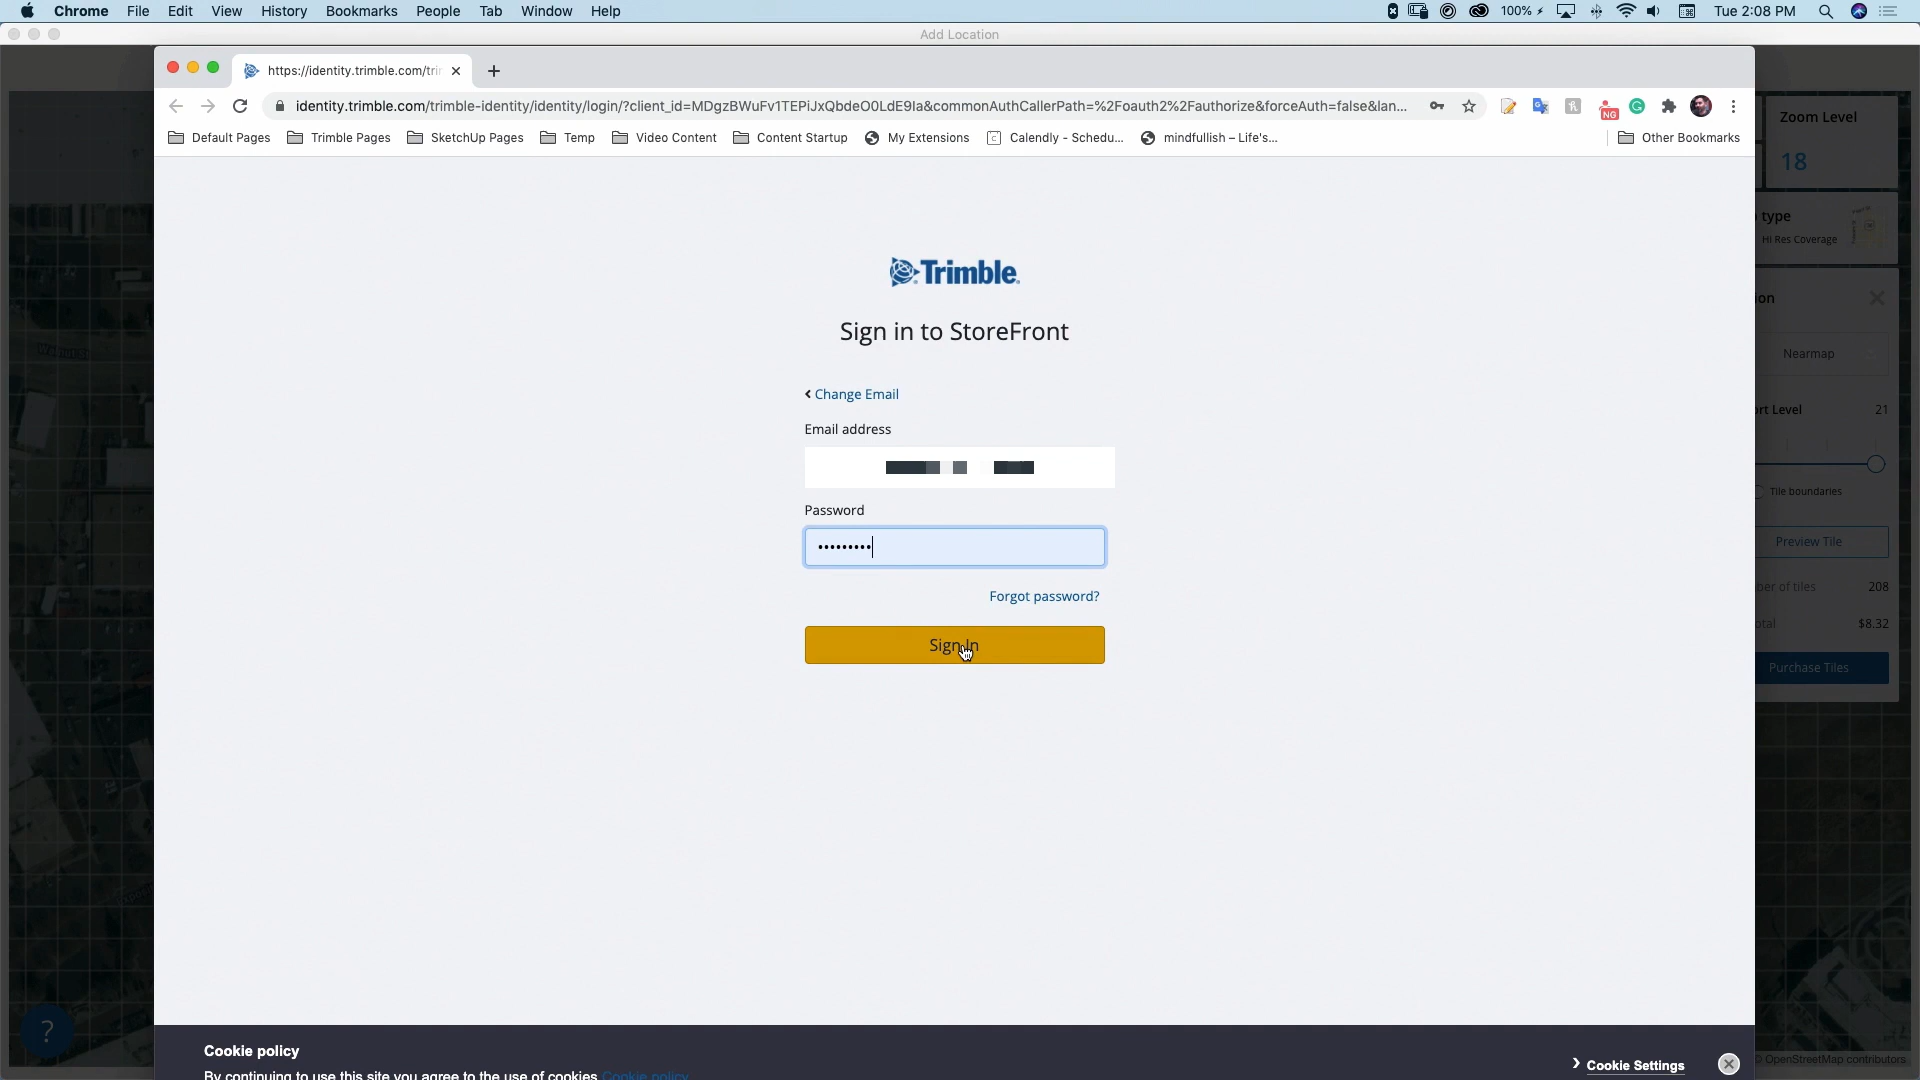 Chrome File Edit View History Bookmarks People Tab Window Help 100% Tue 2:08 PM
Add Location
https://identity.trimble.com/tri
identity.trimble.com/trimble-identity/identity/login/?client_id=MDgzBWuFv1TEPiJxQbdeO0LdE9Ia&commonAuthCallerPath=%2Foauth2%2Fauthorize&forceAuth=false&lan...
NG
Default Pages Trimble Pages SketchUp Pages Temp Video Content Content Startup My Extensions Calendly - Schedu... mindfullish – Life's... Other Bookmarks
Zoom Level
18
type
Hi Res Coverage
Trimble
Sign in to StoreFront
Change Email
Email address
Password
•••••••••
Forgot password?
Sign In
ion
Nearmap
ort Level 21
Tile boundaries
Preview Tile
ber of tiles 208
otal $8.32
Purchase Tiles
?
Cookie policy
By continuing to use this site you agree to the use of cookies Cookie policy
Cookie Settings
© OpenStreetMap contributors